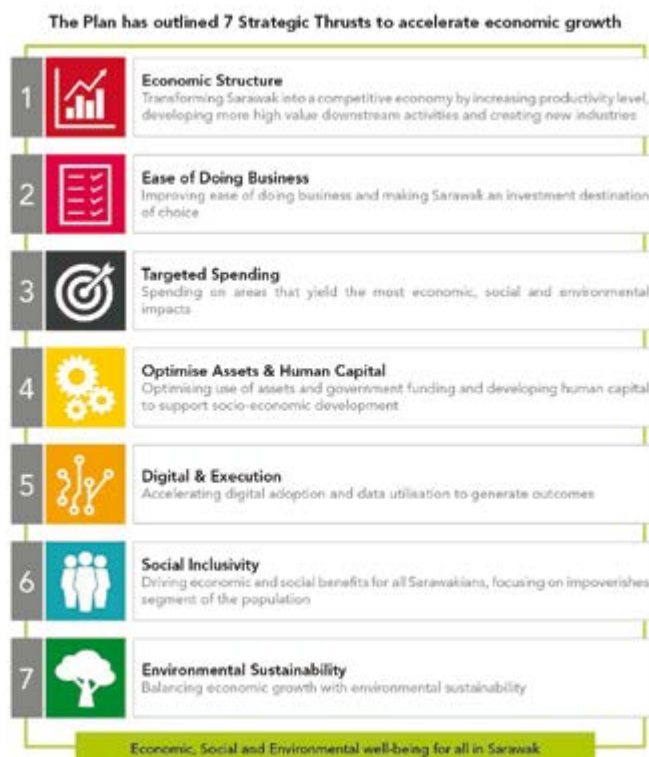 The Plan has outlined 7 Strategic Thrusts to accelerate economic growth
1
Economic Structure
Transforming Sarawak into a competitive economy by increasing productivity level,
developing more high value downstream activities and creating new industries
2
Ease of Doing Business
Improving ease of doing business and making Sarawak an investment destination
of choice
3
Targeted Spending
Spending on areas that yield the most economic, social and environmental
impacts
4
Optimise Assets & Human Capital
Optimising use of assets and government funding and developing human capital
to support socio-economic development
5
Digital & Execution
Accelerating digital adoption and data utilisation to generate outcomes
6
Social Inclusivity
Driving economic and social benefits for all Sarawakians, focusing on impoverishes
segment of the population
7
Environmental Sustainability
Balancing economic growth with environmental sustainability
Economic, Social and Environmental well-being for all in Sarawak